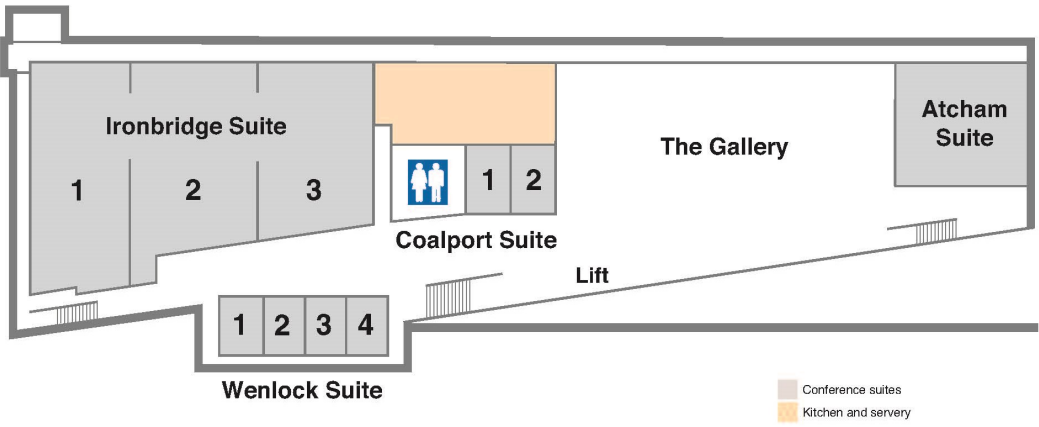 Ironbridge Suite
1
2
3
1
2
Coalport Suite
The Gallery
Atcham
Suite
Lift
1
2
3
4
Wenlock Suite
Conference suites
Kitchen and servery